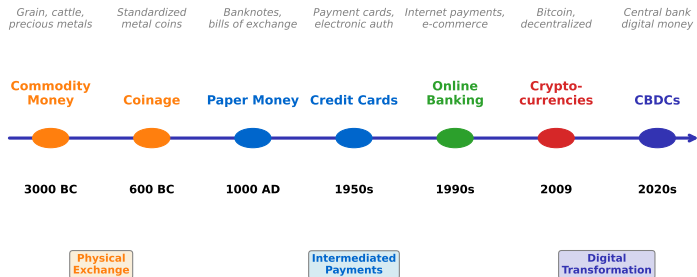 Grain, cattle,
precious metals
Standardized
metal coins
Banknotes,
bills of exchange
Payment cards,
electronic auth
Internet payments,
e-commerce
Bitcoin,
decentralized
Central bank
digital money
Commodity
Money
Coinage
Paper Money
Credit Cards
Online
Banking
Crypto-
currencies
CBDCs
3000 BC
600 BC
1000 AD
1950s
1990s
2009
2020s
Physical
Exchange
Intermediated
Payments
Digital
Transformation